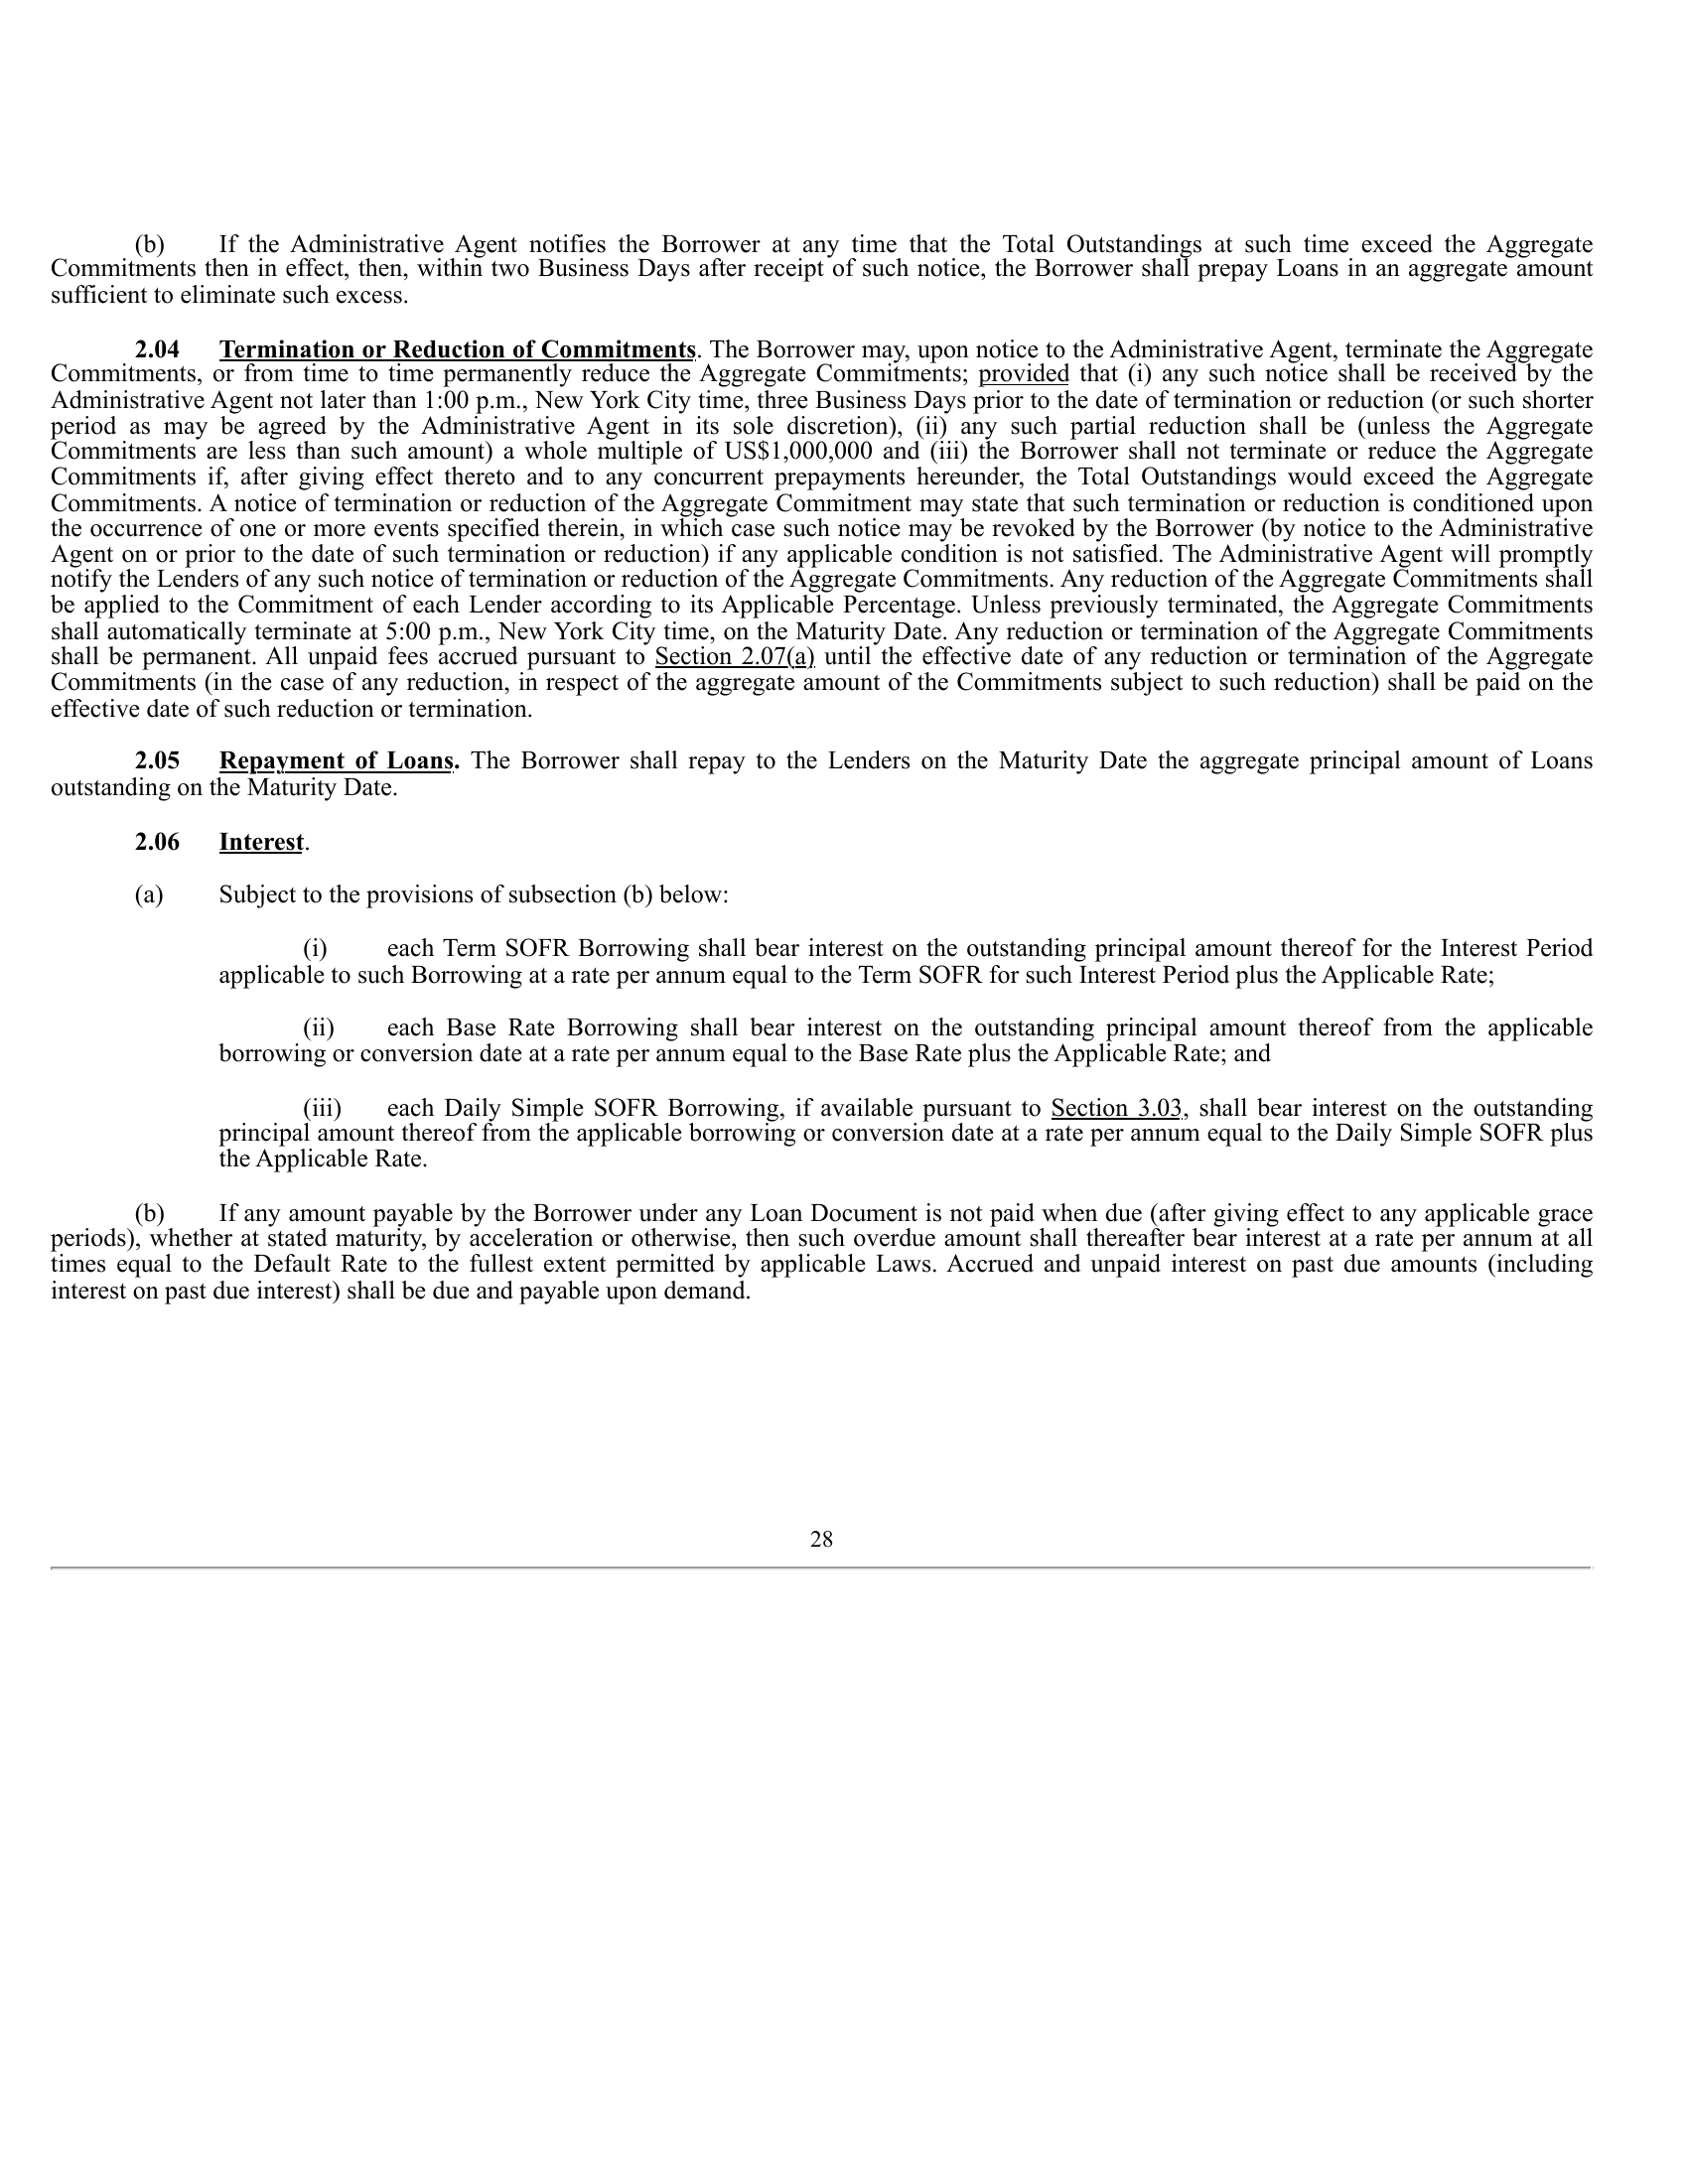 (b) If the Administrative Agent notifies the Borrower at any time that the Total Outstandings at such time exceed the Aggregate
Commitments then in effect, then, within two Business Days after receipt of such notice, the Borrower shall prepay Loans in an aggregate amount
sufficient to eliminate such excess.
2.04 Termination or Reduction of Commitments. The Borrower may, upon notice to the Administrative Agent, terminate the Aggregate
Commitments, or from time to time permanently reduce the Aggregate Commitments; provided that (i) any such notice shall be received by the
Administrative Agent not later than 1:00 p.m., New York City time, three Business Days prior to the date of termination or reduction (or such shorter
period as may be agreed by the Administrative Agent in its sole discretion), (ii) any such partial reduction shall be (unless the Aggregate
Commitments are less than such amount) a whole multiple of US$1,000,000 and (iii) the Borrower shall not terminate or reduce the Aggregate
Commitments if, after giving effect thereto and to any concurrent prepayments hereunder, the Total Outstandings would exceed the Aggregate
Commitments. A notice of termination or reduction of the Aggregate Commitment may state that such termination or reduction is conditioned upon
the occurrence of one or more events specified therein, in which case such notice may be revoked by the Borrower (by notice to the Administrative
Agent on or prior to the date of such termination or reduction) if any applicable condition is not satisfied. The Administrative Agent will promptly
notify the Lenders of any such notice of termination or reduction of the Aggregate Commitments. Any reduction of the Aggregate Commitments shall
be applied to the Commitment of each Lender according to its Applicable Percentage. Unless previously terminated, the Aggregate Commitments
shall automatically terminate at 5:00 p.m., New York City time, on the Maturity Date. Any reduction or termination of the Aggregate Commitments
shall be permanent. All unpaid fees accrued pursuant to Section 2.07(a) until the effective date of any reduction or termination of the Aggregate
Commitments (in the case of any reduction, in respect of the aggregate amount of the Commitments subject to such reduction) shall be paid on the
effective date of such reduction or termination.
2.05 Repayment of Loans. The Borrower shall repay to the Lenders on the Maturity Date the aggregate principal amount of Loans
outstanding on the Maturity Date.
2.06 Interest.
(a) Subject to the provisions of subsection (b) below:
(i) each Term SOFR Borrowing shall bear interest on the outstanding principal amount thereof for the Interest Period
applicable to such Borrowing at a rate per annum equal to the Term SOFR for such Interest Period plus the Applicable Rate;
(ii) each Base Rate Borrowing shall bear interest on the outstanding principal amount thereof from the applicable
borrowing or conversion date at a rate per annum equal to the Base Rate plus the Applicable Rate; and
(iii) each Daily Simple SOFR Borrowing, if available pursuant to Section 3.03, shall bear interest on the outstanding
principal amount thereof from the applicable borrowing or conversion date at a rate per annum equal to the Daily Simple SOFR plus
the Applicable Rate.
(b) If any amount payable by the Borrower under any Loan Document is not paid when due (after giving effect to any applicable grace
periods), whether at stated maturity, by acceleration or otherwise, then such overdue amount shall thereafter bear interest at a rate per annum at all
times equal to the Default Rate to the fullest extent permitted by applicable Laws. Accrued and unpaid interest on past due amounts (including
interest on past due interest) shall be due and payable upon demand.
28